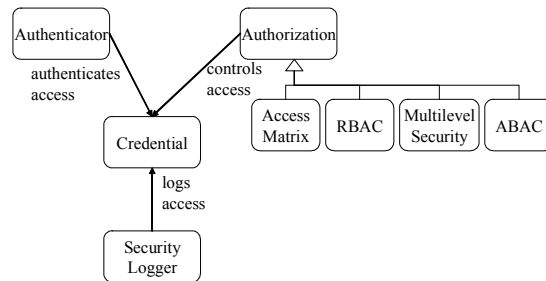 Authenticator
Authorization
authenticates
access
controls
access
Access
Matrix
RBAC
Multilevel
Security
ABAC
Credential
logs
access
Security
Logger